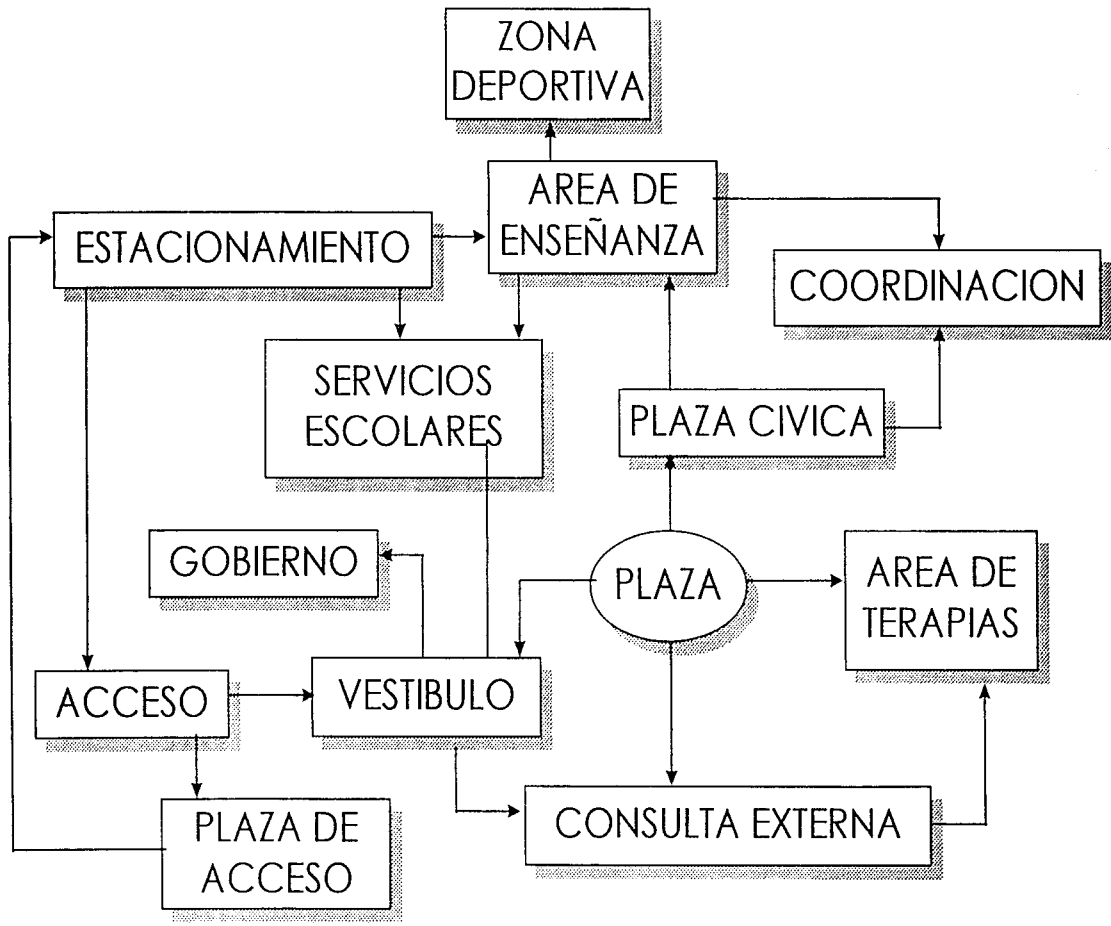 ZONA
DEPORTIVA
AREA DE
ENSEÑANZA
ESTACIONAMIENTO
COORDINACION
SERVICIOS
ESCOLARES
PLAZA CÍVICA
GOBIERNO
PLAZA
AREA DE
TERAPIAS
ACCESO
VESTIBULO
PLAZA DE
ACCESO
CONSULTA EXTERNA